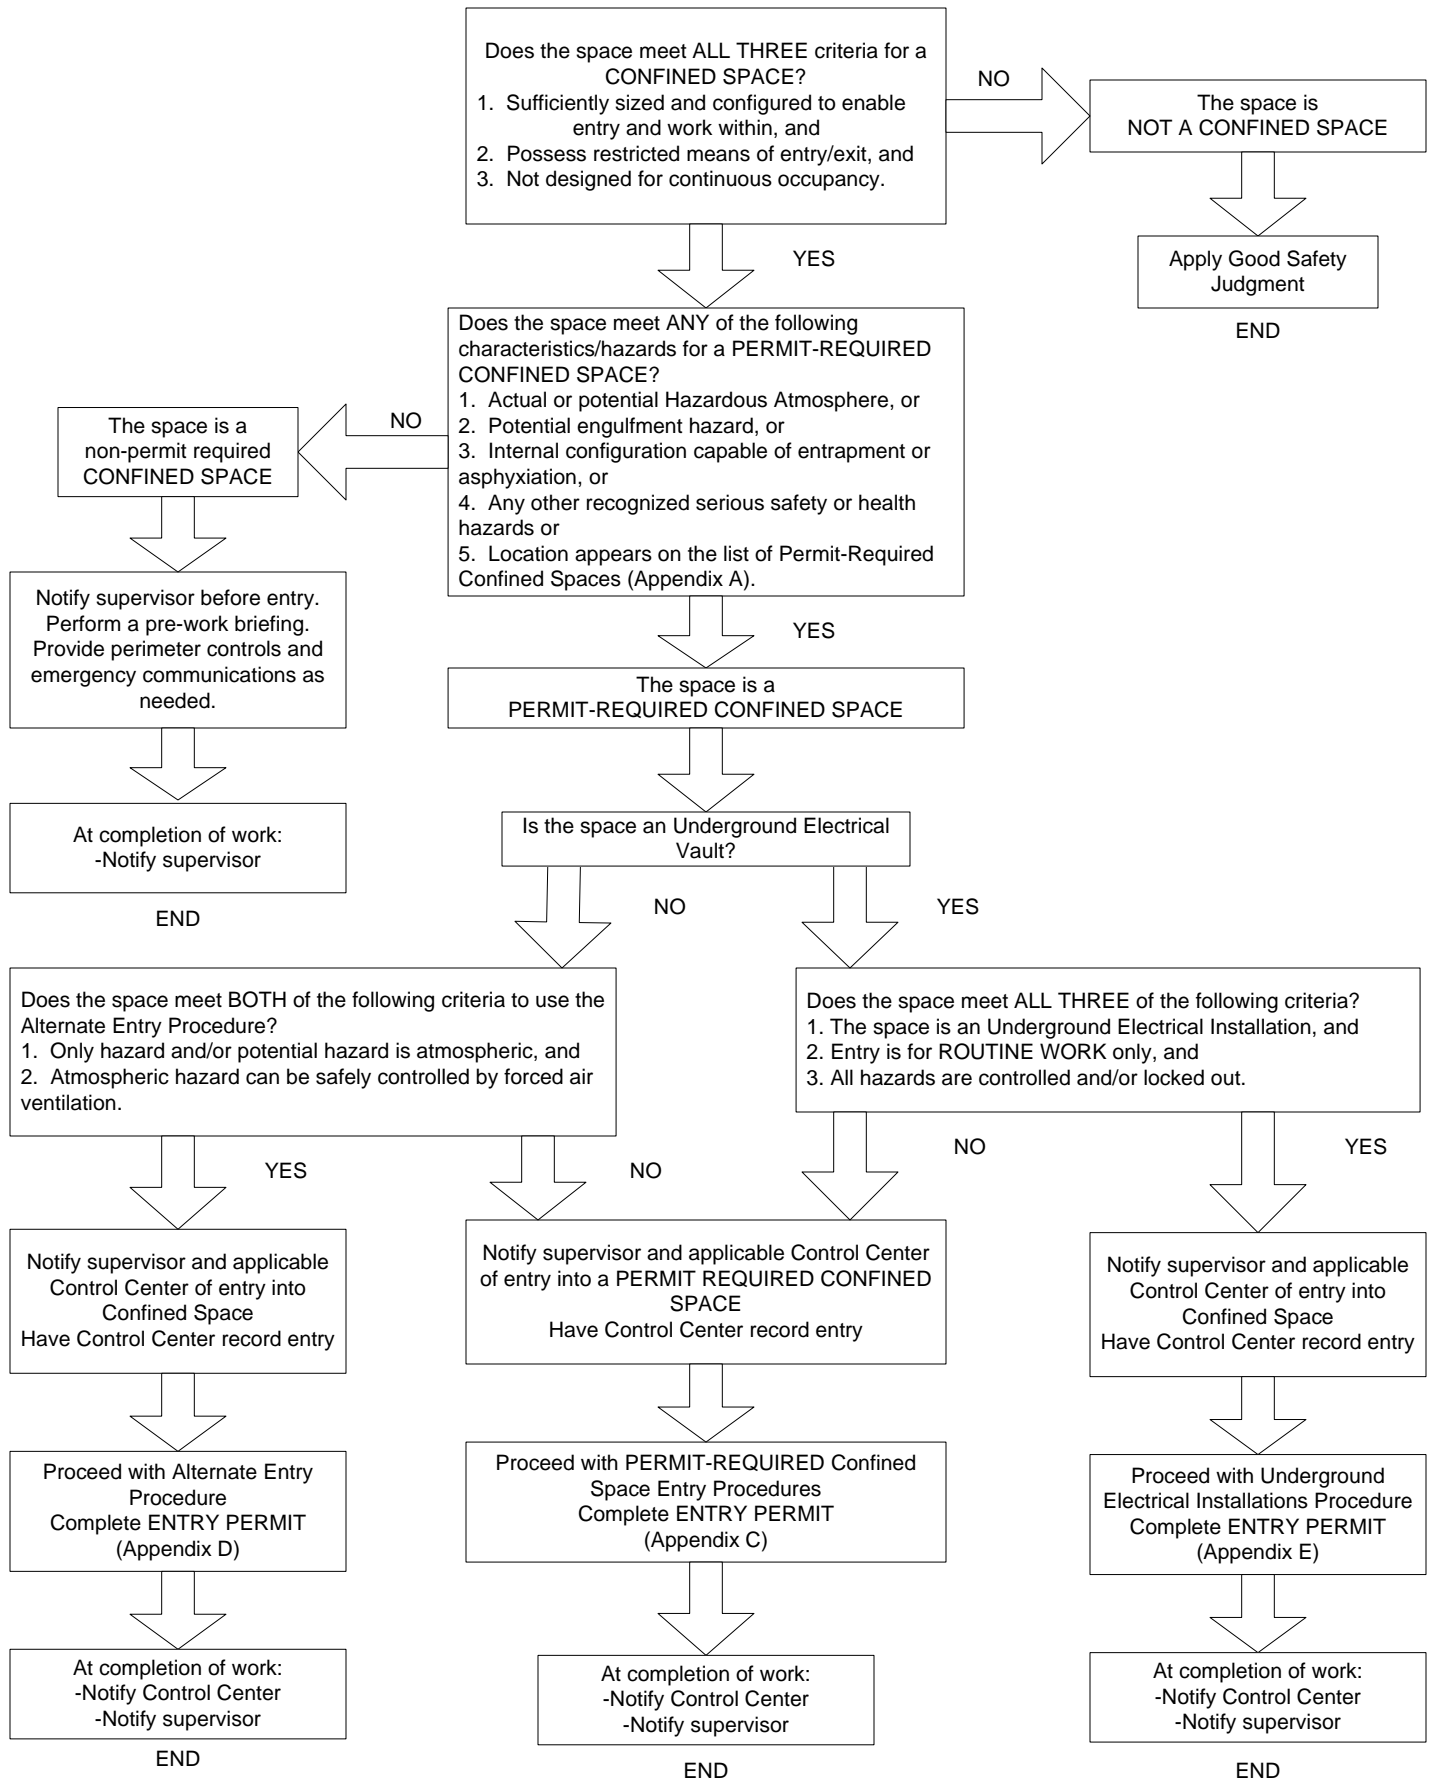 Does the space meet ALL THREE criteria for a
CONFINED SPACE?
1. Sufficiently sized and configured to enable
entry and work within, and
2. Possess restricted means of entry/exit, and
3. Not designed for continuous occupancy.
NO
The space is
NOT A CONFINED SPACE
Apply Good Safety
Judgment
END
YES
Does the space meet ANY of the following
characteristics/hazards for a PERMIT-REQUIRED
CONFINED SPACE?
1. Actual or potential Hazardous Atmosphere, or
2. Potential engulfment hazard, or
3. Internal configuration capable of entrapment or
asphyxiation, or
4. Any other recognized serious safety or health
hazards or
5. Location appears on the list of Permit-Required
Confined Spaces (Appendix A).
NO
The space is a
non-permit required
CONFINED SPACE
Notify supervisor before entry.
Perform a pre-work briefing.
Provide perimeter controls and
emergency communications as
needed.
At completion of work:
-Notify supervisor
END
YES
The space is a
PERMIT-REQUIRED CONFINED SPACE
Is the space an Underground Electrical
Vault?
NO
YES
Does the space meet BOTH of the following criteria to use the
Alternate Entry Procedure?
1. Only hazard and/or potential hazard is atmospheric, and
2. Atmospheric hazard can be safely controlled by forced air
ventilation.
Does the space meet ALL THREE of the following criteria?
1. The space is an Underground Electrical Installation, and
2. Entry is for ROUTINE WORK only, and
3. All hazards are controlled and/or locked out.
YES
NO
NO
YES
Notify supervisor and applicable
Control Center of entry into
Confined Space
Have Control Center record entry
Notify supervisor and applicable Control Center
of entry into a PERMIT REQUIRED CONFINED
SPACE
Have Control Center record entry
Notify supervisor and applicable
Control Center of entry into
Confined Space
Have Control Center record entry
Proceed with Alternate Entry
Procedure
Complete ENTRY PERMIT
(Appendix D)
Proceed with PERMIT-REQUIRED Confined
Space Entry Procedures
Complete ENTRY PERMIT
(Appendix C)
Proceed with Underground
Electrical Installations Procedure
Complete ENTRY PERMIT
(Appendix E)
At completion of work:
-Notify Control Center
-Notify supervisor
END
At completion of work:
-Notify Control Center
-Notify supervisor
END
At completion of work:
-Notify Control Center
-Notify supervisor
END